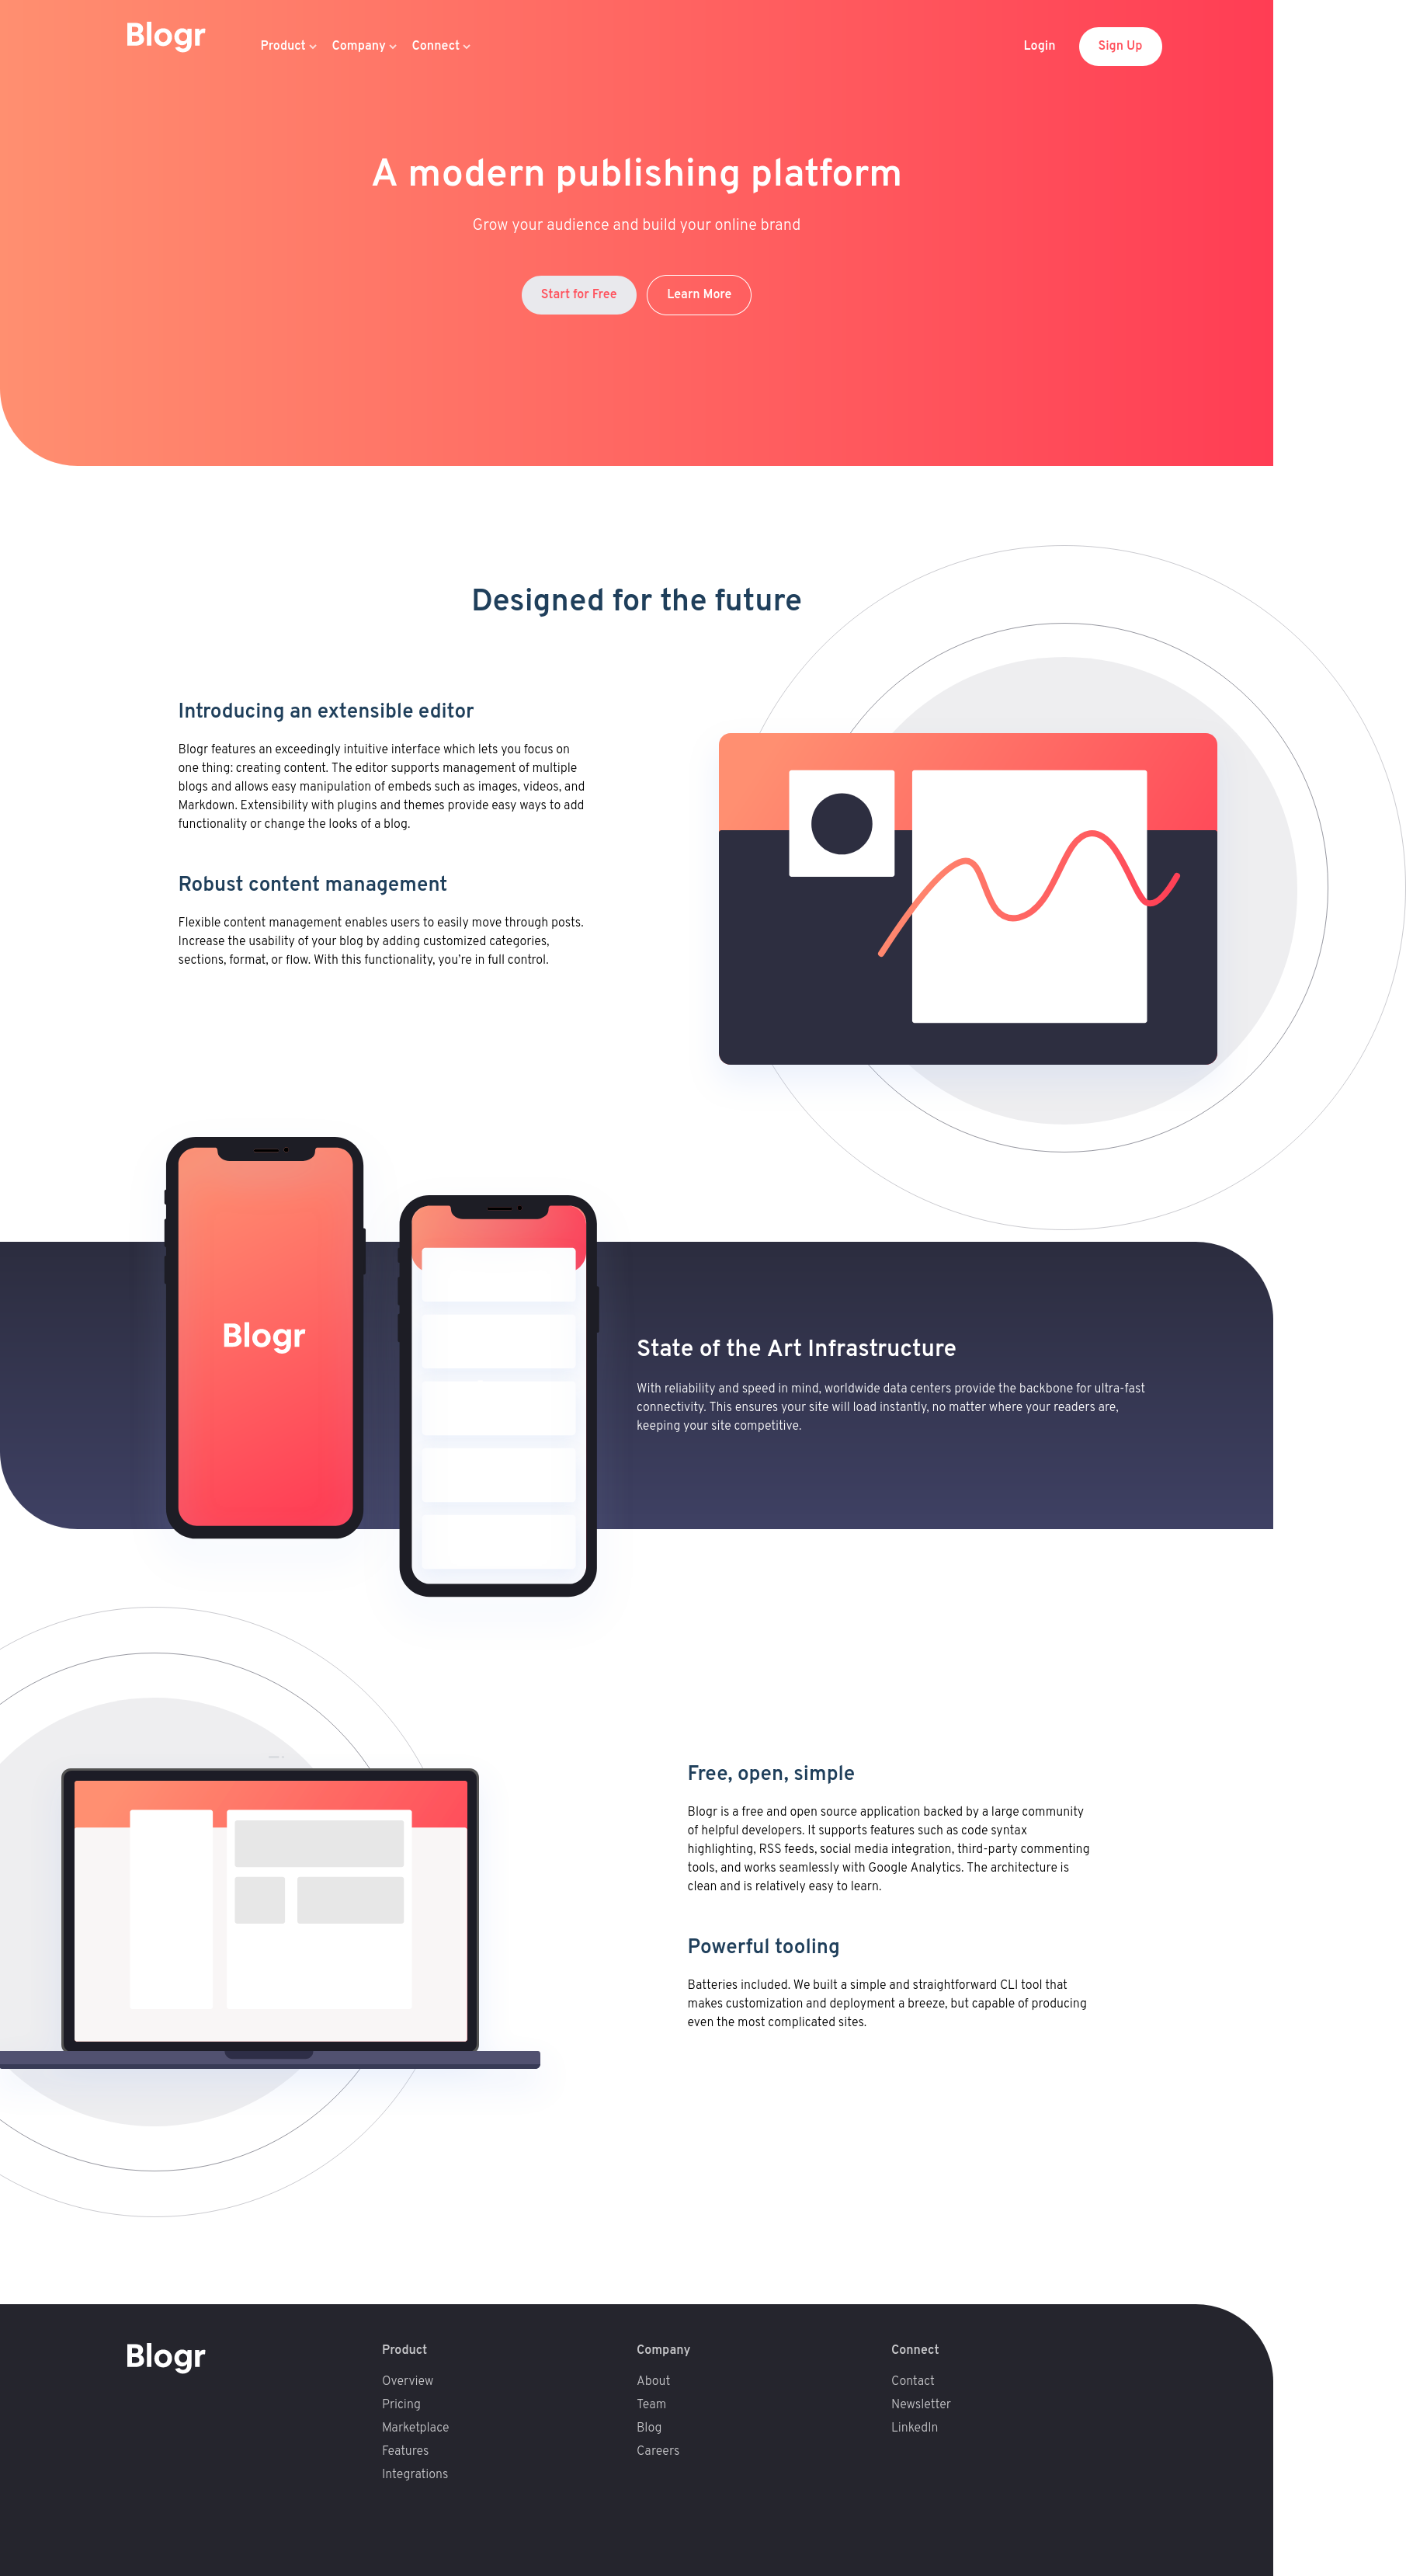 Blogr
Product Company Connect
Login Sign Up
A modern publishing platform
Grow your audience and build your online brand
Start for Free Learn More
Designed for the future
Introducing an extensible editor
Blogr features an exceedingly intuitive interface which lets you focus on
one thing: creating content. The editor supports management of multiple
blogs and allows easy manipulation of embeds such as images, videos, and
Markdown. Extensibility with plugins and themes provide easy ways to add
functionality or change the looks of a blog.
Robust content management
Flexible content management enables users to easily move through posts.
Increase the usability of your blog by adding customized categories,
sections, format, or flow. With this functionality, you’re in full control.
Blogr
State of the Art Infrastructure
With reliability and speed in mind, worldwide data centers provide the backbone for ultra-fast
connectivity. This ensures your site will load instantly, no matter where your readers are,
keeping your site competitive.
Free, open, simple
Blogr is a free and open source application backed by a large community
of helpful developers. It supports features such as code syntax
highlighting, RSS feeds, social media integration, third-party commenting
tools, and works seamlessly with Google Analytics. The architecture is
clean and is relatively easy to learn.
Powerful tooling
Batteries included. We built a simple and straightforward CLI tool that
makes customization and deployment a breeze, but capable of producing
even the most complicated sites.
Blogr
Product
Overview
Pricing
Marketplace
Features
Integrations
Company
About
Team
Blog
Careers
Connect
Contact
Newsletter
LinkedIn